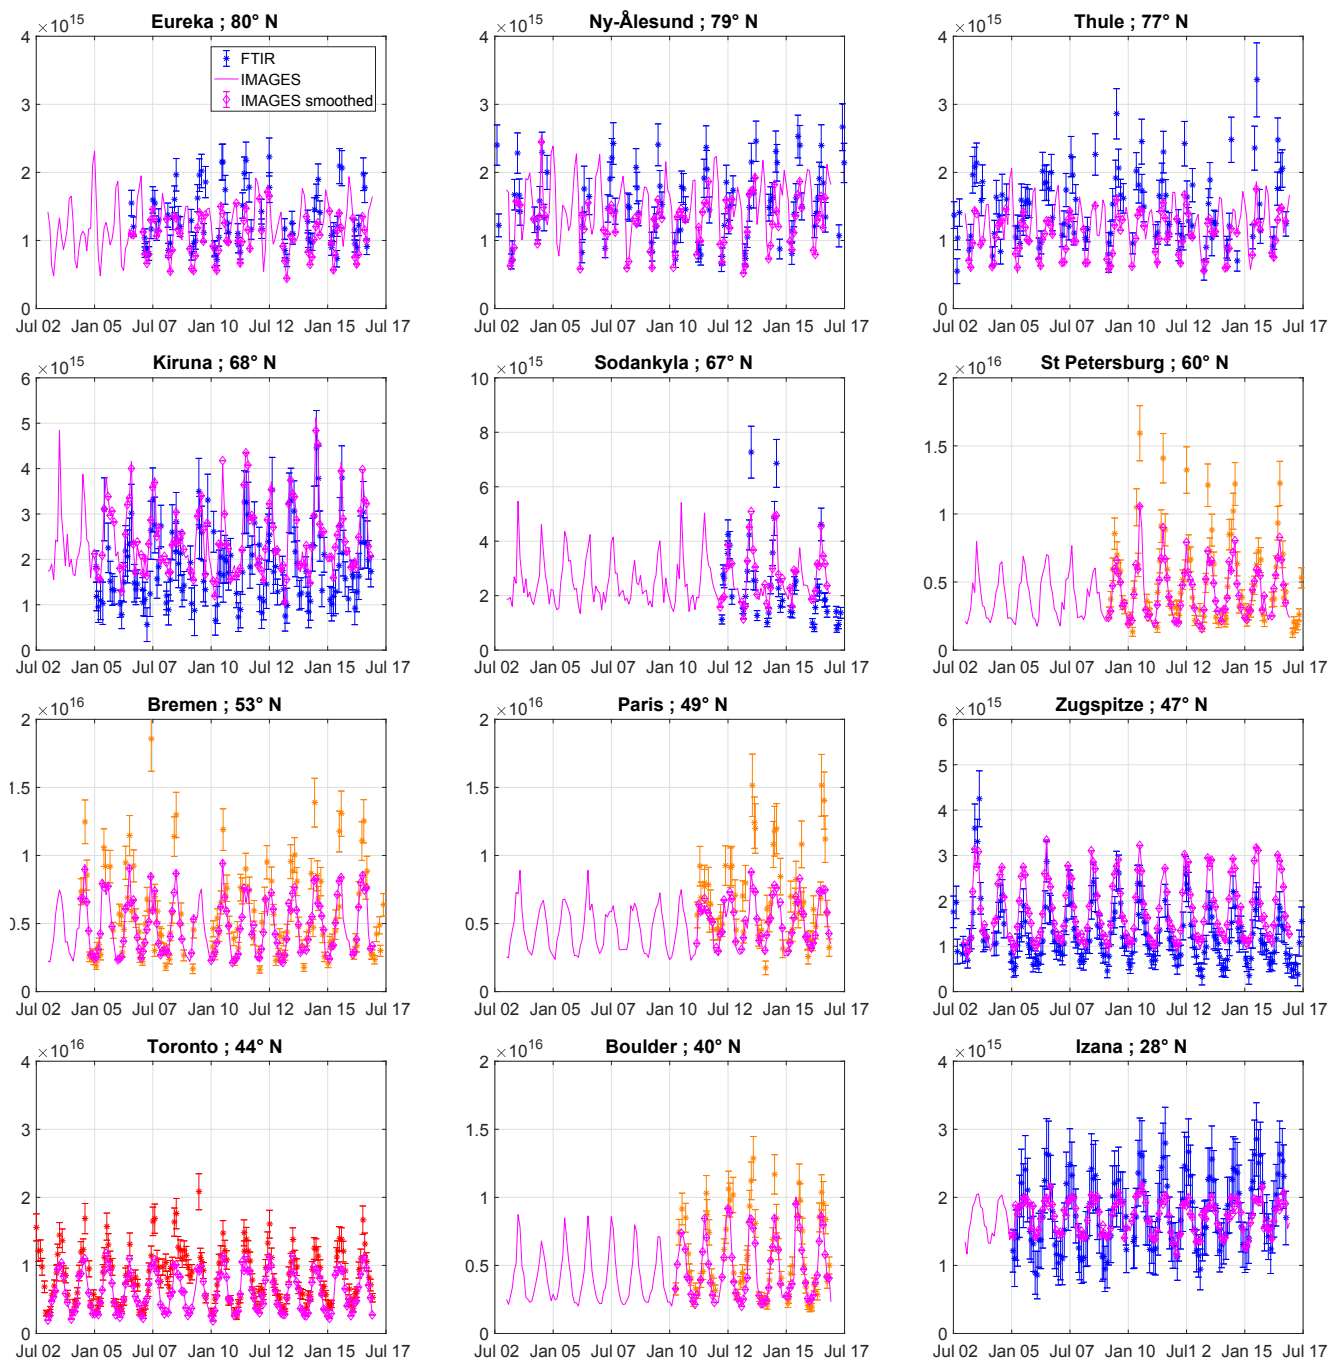 Eureka ; 80° N
×10^15
4
3
2
1
0
FTIR
IMAGES
IMAGES smoothed
Jul 02 Jan 05 Jul 07 Jan 10 Jul 12 Jan 15 Jul 17
Ny-Ålesund ; 79° N
×10^15
4
3
2
1
0
Jul 02 Jan 05 Jul 07 Jan 10 Jul 12 Jan 15 Jul 17
Thule ; 77° N
×10^15
4
3
2
1
0
Jul 02 Jan 05 Jul 07 Jan 10 Jul 12 Jan 15 Jul 17
Kiruna ; 68° N
×10^15
6
5
4
3
2
1
0
Jul 02 Jan 05 Jul 07 Jan 10 Jul 12 Jan 15 Jul 17
Sodankyla ; 67° N
×10^15
10
8
6
4
2
0
Jul 02 Jan 05 Jul 07 Jan 10 Jul 12 Jan 15 Jul 17
St Petersburg ; 60° N
×10^16
2
1.5
1
0.5
0
Jul 02 Jan 05 Jul 07 Jan 10 Jul 12 Jan 15 Jul 17
Bremen ; 53° N
×10^16
2
1.5
1
0.5
0
Jul 02 Jan 05 Jul 07 Jan 10 Jul 12 Jan 15 Jul 17
Paris ; 49° N
×10^16
2
1.5
1
0.5
0
Jul 02 Jan 05 Jul 07 Jan 10 Jul 12 Jan 15 Jul 17
Zugspitze ; 47° N
×10^15
6
5
4
3
2
1
0
Jul 02 Jan 05 Jul 07 Jan 10 Jul 12 Jan 15 Jul 17
Toronto ; 44° N
×10^16
4
3
2
1
0
Jul 02 Jan 05 Jul 07 Jan 10 Jul 12 Jan 15 Jul 17
Boulder ; 40° N
×10^16
2
1.5
1
0.5
0
Jul 02 Jan 05 Jul 07 Jan 10 Jul 12 Jan 15 Jul 17
Izana ; 28° N
×10^15
4
3
2
1
0
Jul 02 Jan 05 Jul 07 Jan 10 Jul 12 Jan 15 Jul 17